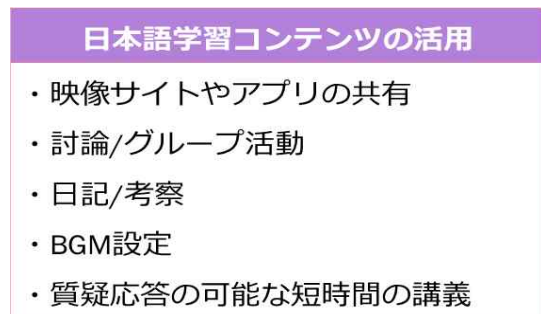 日本語学習コンテンツの活用
・映像サイトやアプリの共有
・討論/グループ活動
・日記/考察
・BGM設定
・質疑応答の可能な短時間の講義